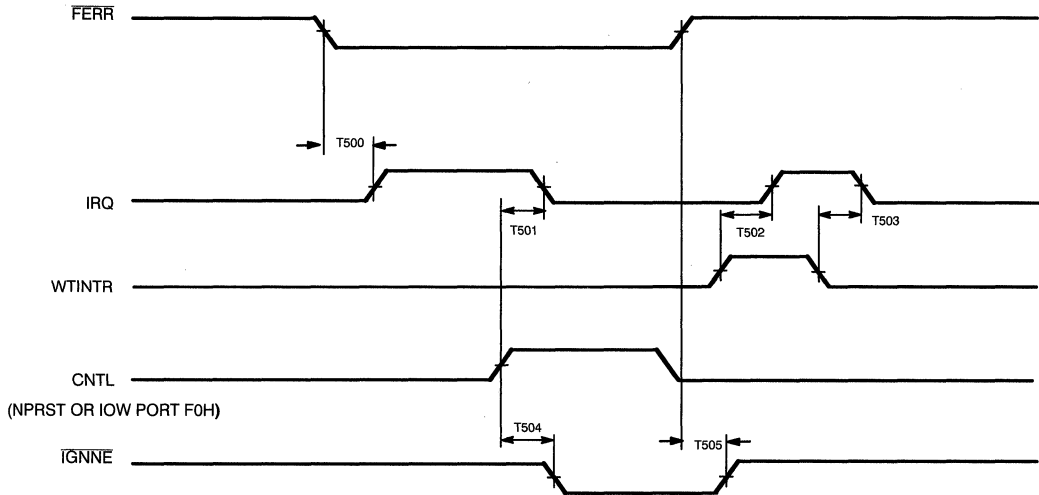 FERR
T500
IRQ
T501
T502
T503
WTINTR
CNTL
(NPRST OR IOW PORT F0H)
T504
T505
IGNNE